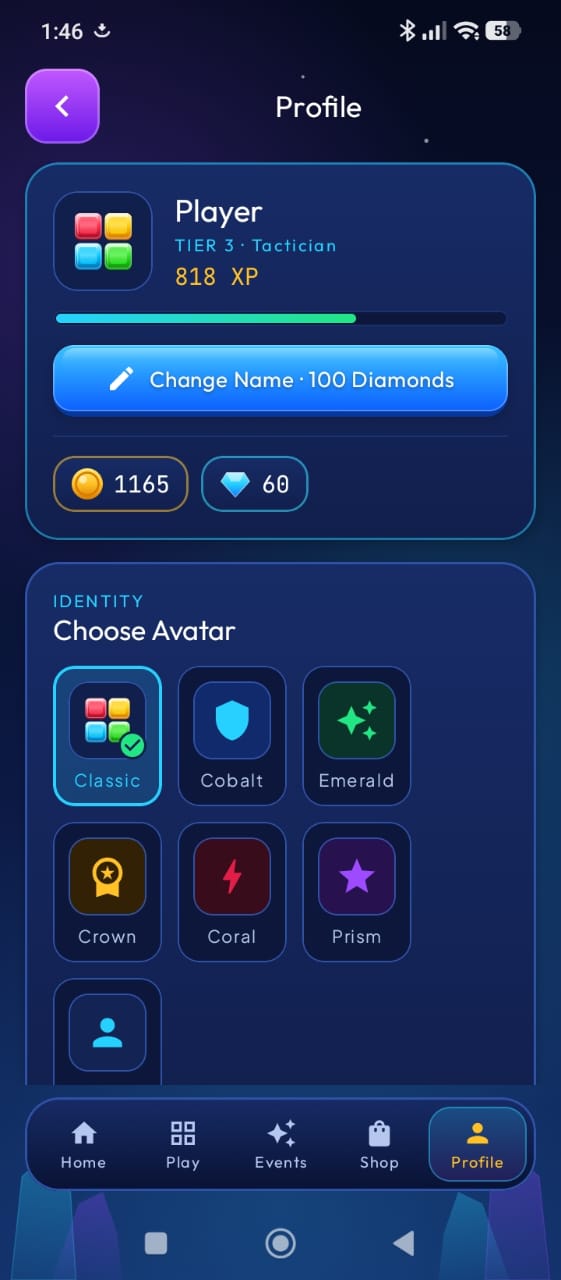 1:46
58
Profile
Player
TIER 3 · Tactician
818 XP
Change Name · 100 Diamonds
1165 60
IDENTITY
Choose Avatar
Classic Cobalt Emerald
Crown Coral Prism
Home Play Events Shop Profile